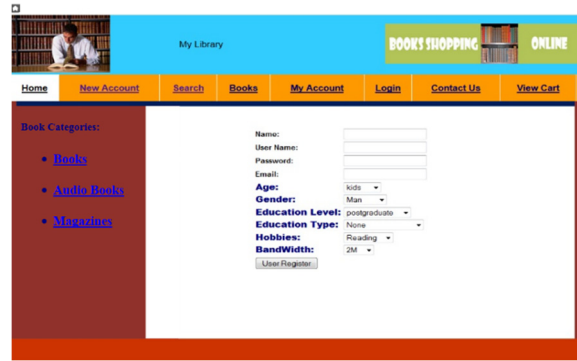 My Library
BOOKS SHOPPING ONLINE
Home New Account Search Books My Account Login Contact Us View Cart
Book Categories:
Books
Audio Books
Magazines
Name:
User Name:
Password:
Email:
Age: kids
Gender: Man
Education Level: postgraduate
Education Type: None
Hobbies: Reading
BandWidth: 2M
User Register